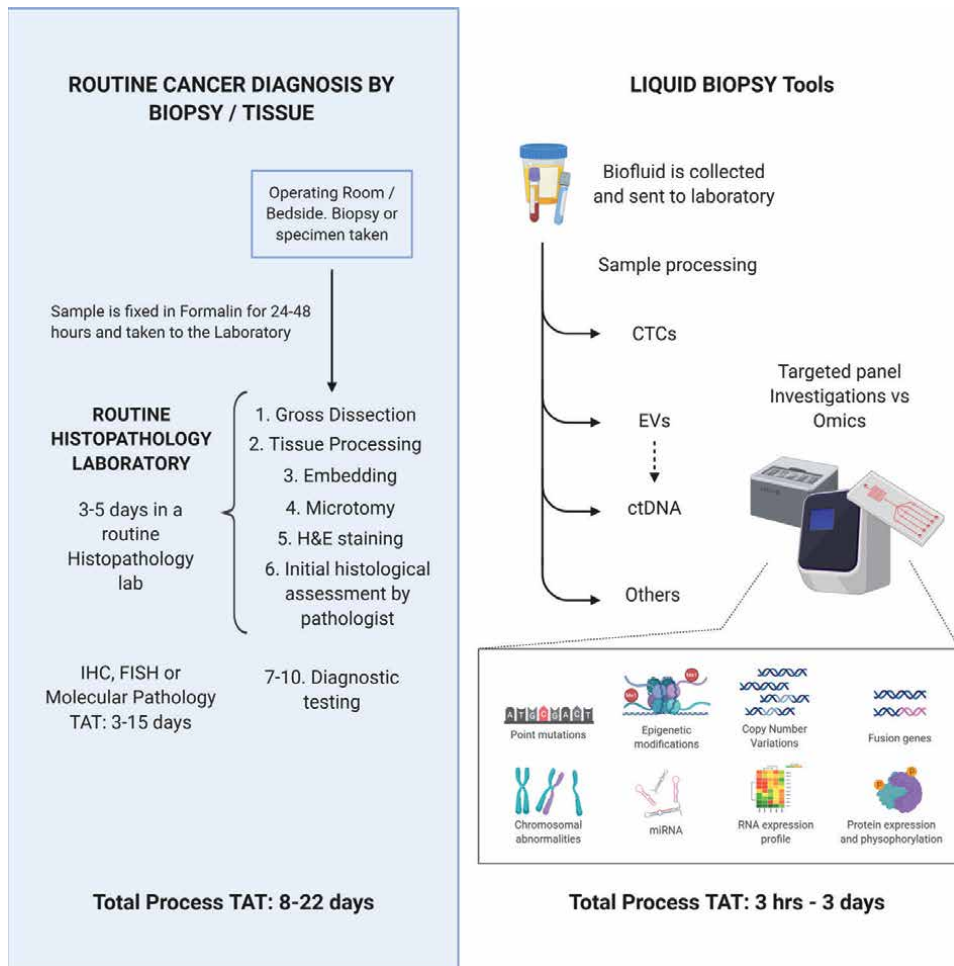 ROUTINE CANCER DIAGNOSIS BY
BIOPSY / TISSUE
Operating Room /
Bedside. Biopsy or
specimen taken
Sample is fixed in Formalin for 24-48
hours and taken to the Laboratory
ROUTINE
HISTOPATHOLOGY
LABORATORY
3-5 days in a
routine
Histopathology
lab
1. Gross Dissection
2. Tissue Processing
3. Embedding
4. Microtomy
5. H&E staining
6. Initial histological
assessment by
pathologist
IHC, FISH or
Molecular Pathology
TAT: 3-15 days
7-10. Diagnostic
testing
Total Process TAT: 8-22 days
LIQUID BIOPSY Tools
Biofluid is collected
and sent to laboratory
Sample processing
CTCs
EVs
ctDNA
Others
Targeted panel
Investigations vs
Omics
ATGCGACT
Point mutations
Me3
Me3
Epigenetic
modifications
Copy Number
Variations
Fusion genes
Chromosomal
abnormalities
miRNA
RNA expression
profile
P
P
Protein expression
and physophorylation
Total Process TAT: 3 hrs - 3 days